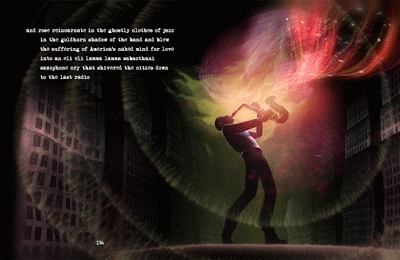 and rose reincarnate in the ghostly clothes of jazz
in the goldhorn shadow of the band and blew
the suffering of America's naked mind for love
into an eli eli lamma lamma sabacthani
saxophone cry that shivered the cities down
to the last radio
136